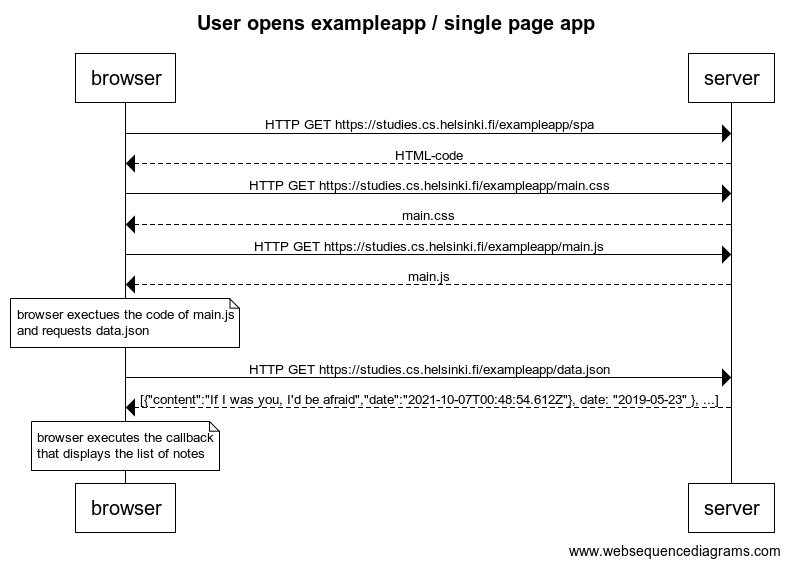 User opens exampleapp / single page app
browser
server
HTTP GET https://studies.cs.helsinki.fi/exampleapp/spa
HTML-code
HTTP GET https://studies.cs.helsinki.fi/exampleapp/main.css
main.css
HTTP GET https://studies.cs.helsinki.fi/exampleapp/main.js
main.js
browser exectues the code of main.js
and requests data.json
HTTP GET https://studies.cs.helsinki.fi/exampleapp/data.json
[{"content":"If I was you, I'd be afraid","date":"2021-10-07T00:48:54.612Z"}, date: "2019-05-23" }, ...]
browser executes the callback
that displays the list of notes
browser
server
www.websequencediagrams.com